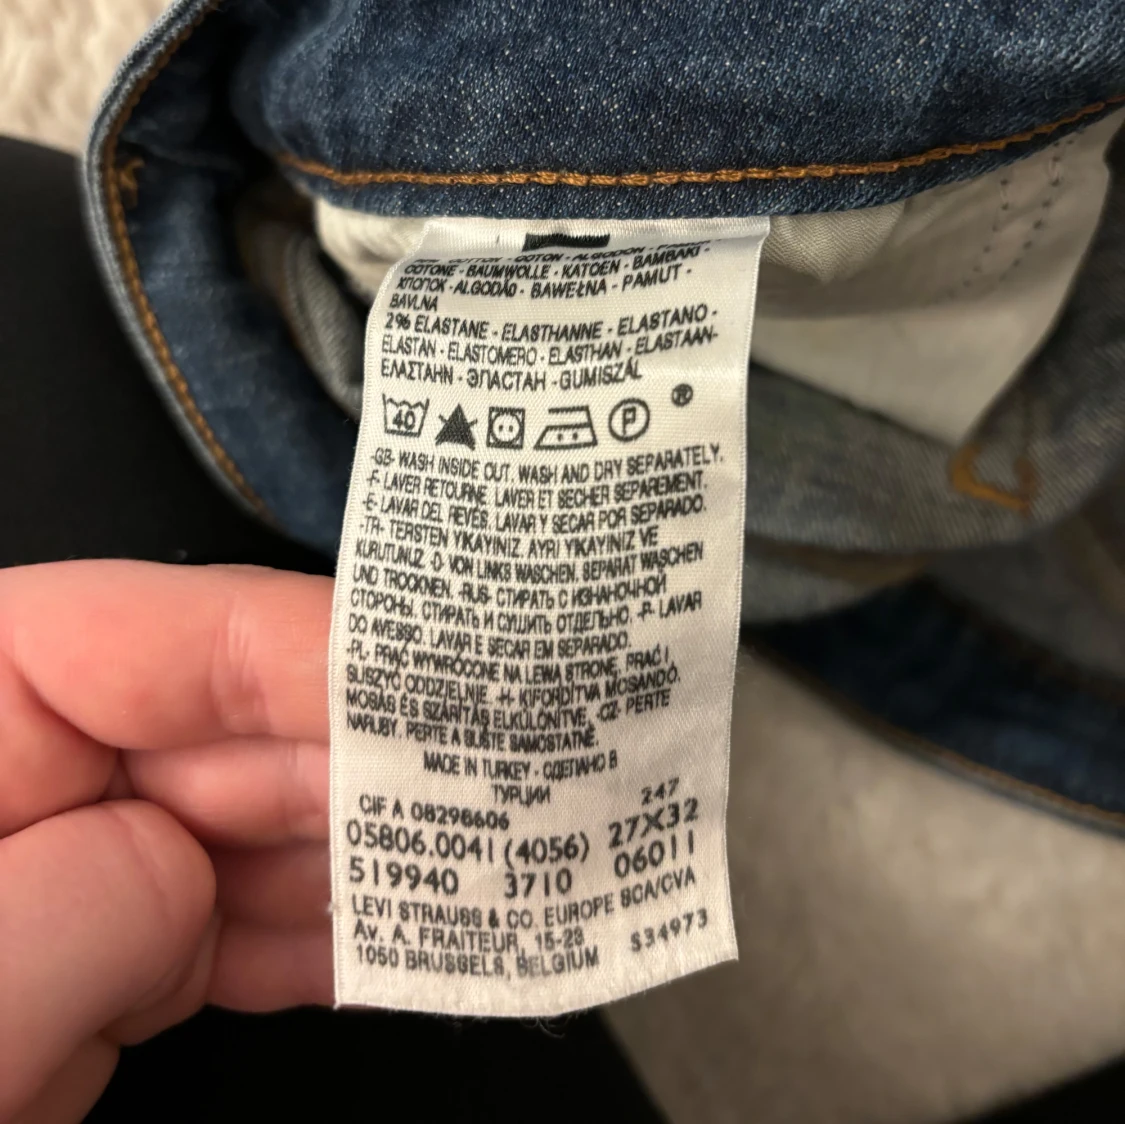 COTTON - COTON - ALGODÓN - PAMUK -
COTONE - BAUMWOLLE - KATOEN - BAMBAKI -
ХЛОПОК - ALGODÃO - BAWEŁNA - PAMUT -
BAVLNA
2% ELASTANE - ELASTHANNE - ELASTANO -
ELASTAN - ELASTOMERO - ELASTHAN - ELASTAAN-
ΕΛΑΣΤΑΗΝ - ЭЛАСТАН - GUMISZÁL
40 P ®
-GB- WASH INSIDE OUT. WASH AND DRY SEPARATELY.
-F- LAVER RETOURNE. LAVER ET SECHER SEPAREMENT.
-E- LAVAR DEL REVÉS. LAVAR Y SECAR POR SEPARADO.
-TR- TERSTEN YIKAYINIZ. AYRI YIKAYINIZ VE
KURUTUNUZ. -D- VON LINKS WASCHEN. SEPARAT WASCHEN
UND TROCKNEN. -RUS- СТИРАТЬ С ИЗНАНОЧНОЙ
СТОРОНЫ. СТИРАТЬ И СУШИТЬ ОТДЕЛЬНО. -P- LAVAR
DO AVESSO. LAVAR E SECAR EM SEPARADO.
-PL- PRAĆ WYWRÓCONE NA LEWĄ STRONĘ. PRAĆ I
SUSZYĆ ODDZIELNIE. -H- KIFORDÍTVA MOSANDÓ.
MOSÁS ÉS SZÁRÍTÁS ELKÜLÖNÍTVE. -CZ- PERTE
NARUBY. PERTE A SUŠTE SAMOSTATNĚ.
MADE IN TURKEY - СДЕЛАНО В
ТУРЦИИ
247
CIF A 08298606
05806.0041 (4056) 27X32
519940 3710 06011
LEVI STRAUSS & CO. EUROPE SCA/CVA
Av. A. FRAITEUR, 15-23 S34973
1050 BRUSSELS, BELGIUM